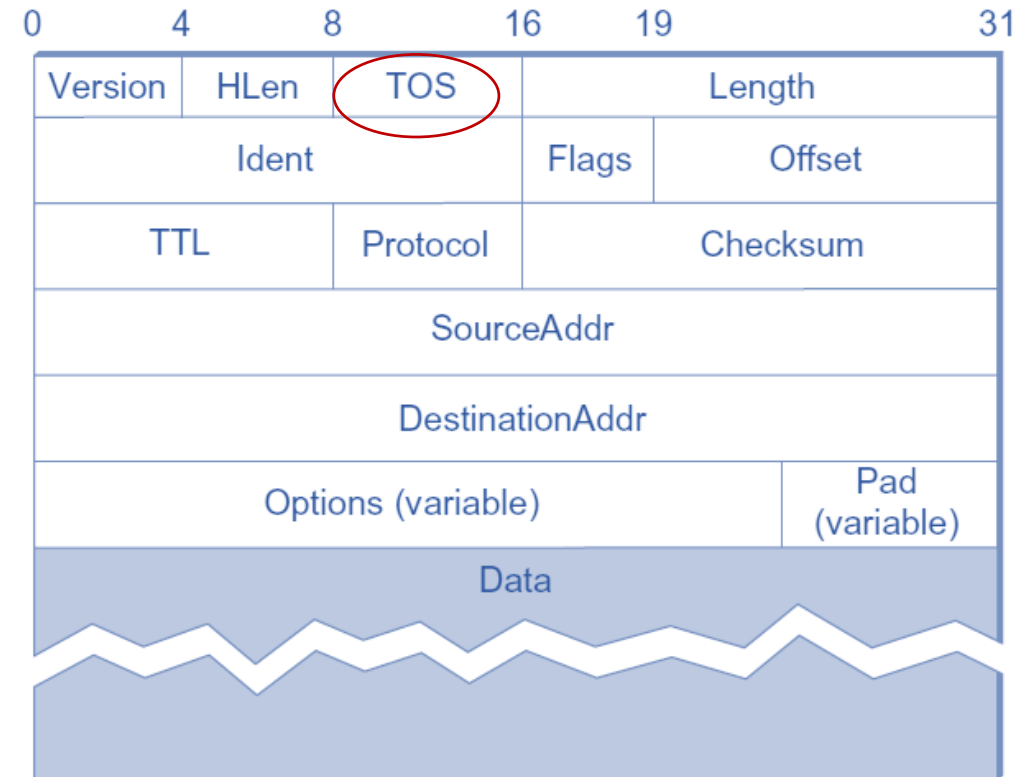 0 4 8 16 19 31
Version HLen TOS Length
Ident Flags Offset
TTL Protocol Checksum
SourceAddr
DestinationAddr
Options (variable) Pad
(variable)
Data